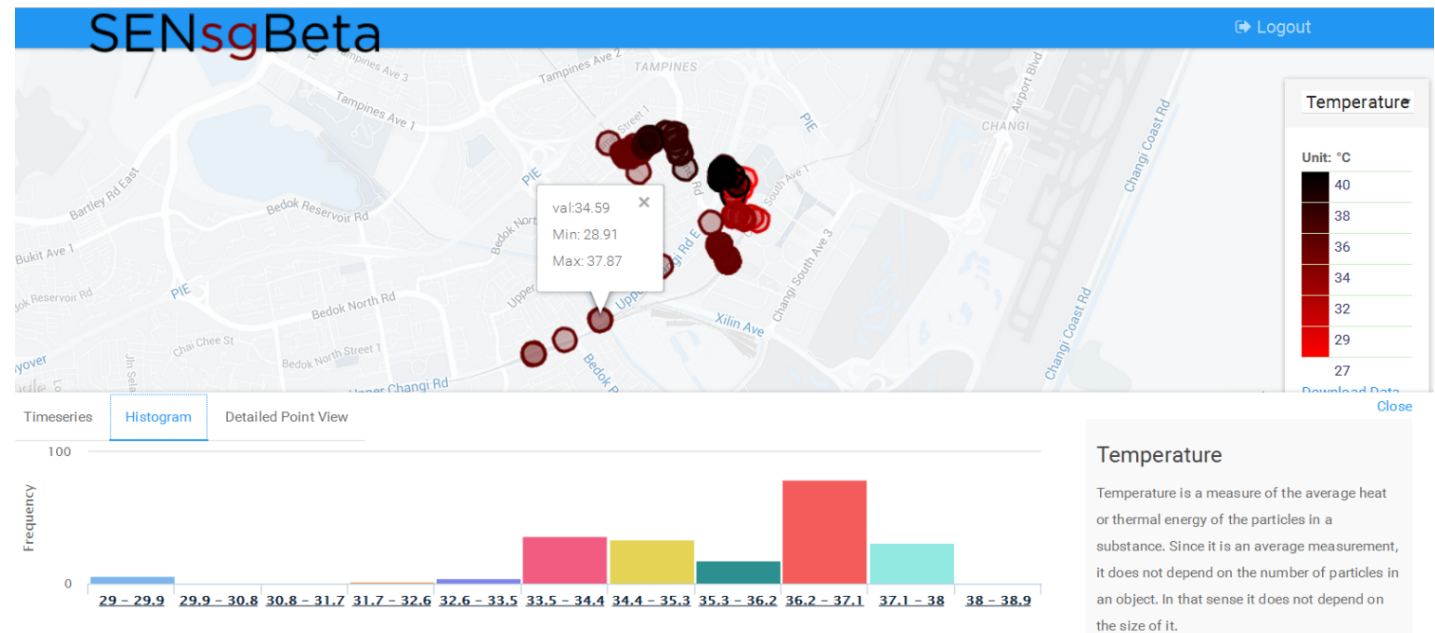 SENsgBeta
Logout
Tampines Ave 2
TAMPINES
Tampines Ave 3
Tampines Ave 1
Airport Blvd
PIE
CHANGI
Changi Coast Rd
Temperature
Unit: °C
40
38
36
34
32
29
27
Download Data
PIE
Bartley Rd East
Bedok Reservoir Rd
Bukit Ave 1
val:34.59
×
Min: 28.91
Max: 37.87
Changi South Ave 3
PIE
Bedok North Rd
Xilin Ave
Changi Coast Rd
Chai Chee St
Bedok North Street 1
Upper Changi Rd
Close
Timeseries
Histogram
Detailed Point View
100
Frequency
0
29 – 29.9
29.9 – 30.8
30.8 – 31.7
31.7 – 32.6
32.6 – 33.5
33.5 – 34.4
34.4 – 35.3
35.3 – 36.2
36.2 – 37.1
37.1 – 38
38 – 38.9
Temperature
Temperature is a measure of the average heat
or thermal energy of the particles in a
substance. Since it is an average measurement,
it does not depend on the number of particles in
an object. In that sense it does not depend on
the size of it.